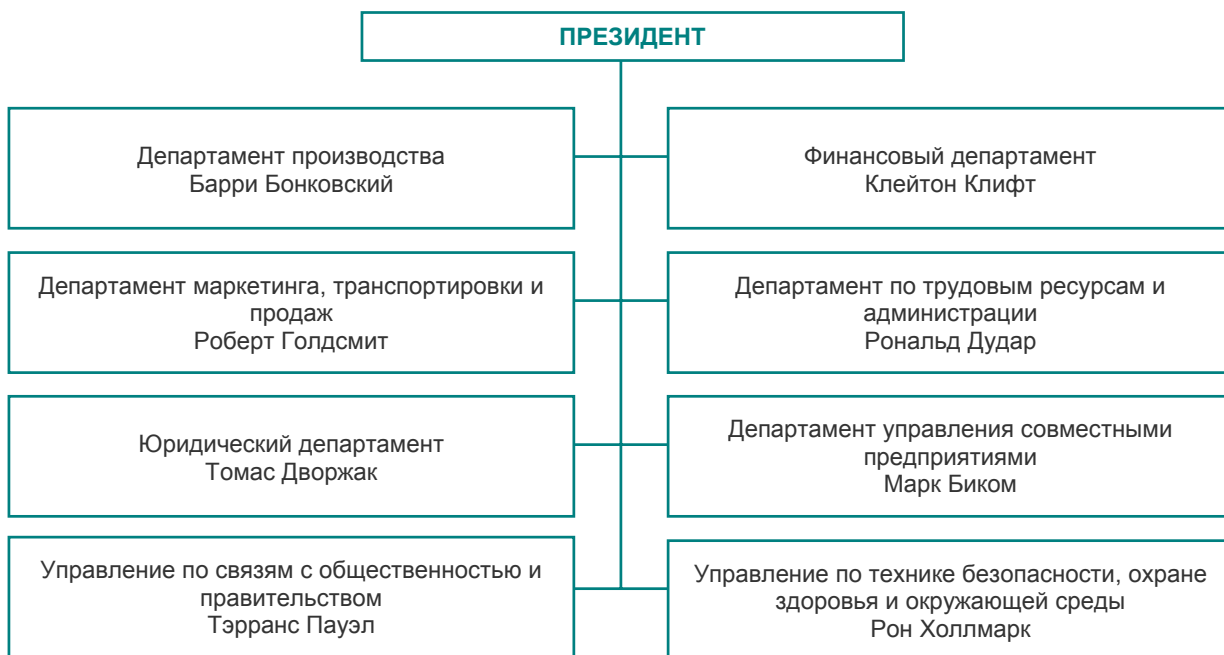 ПРЕЗИДЕНТ
Департамент производства
Барри Бонковский
Финансовый департамент
Клейтон Клифт
Департамент маркетинга, транспортировки и
продаж
Роберт Голдсмит
Департамент по трудовым ресурсам и
администрации
Рональд Дудар
Юридический департамент
Томас Дворжак
Департамент управления совместными
предприятиями
Марк Биком
Управление по связям с общественностью и
правительством
Тэрранс Пауэл
Управление по технике безопасности, охране
здоровья и окружающей среды
Рон Холлмарк